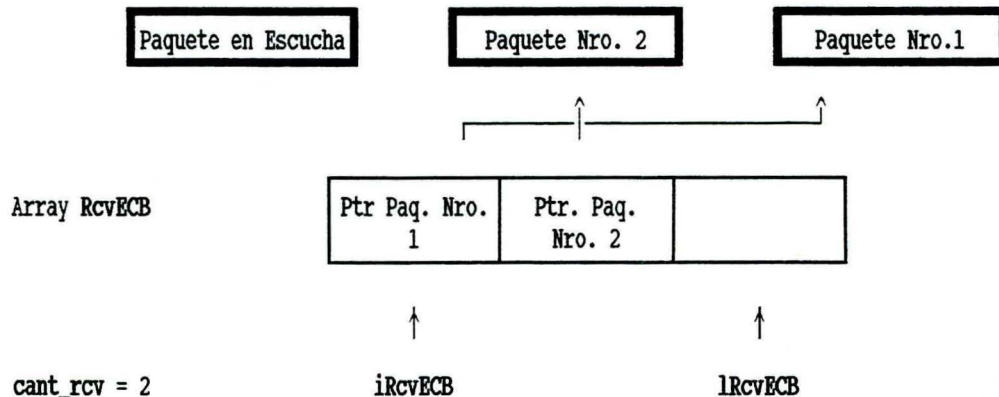 Paquete en Escucha
Paquete Nro. 2
Paquete Nro.1
Array RcvECB
Ptr Paq. Nro.
1
Ptr. Paq.
Nro. 2
cant_rcv = 2
iRcvECB
lRcvECB